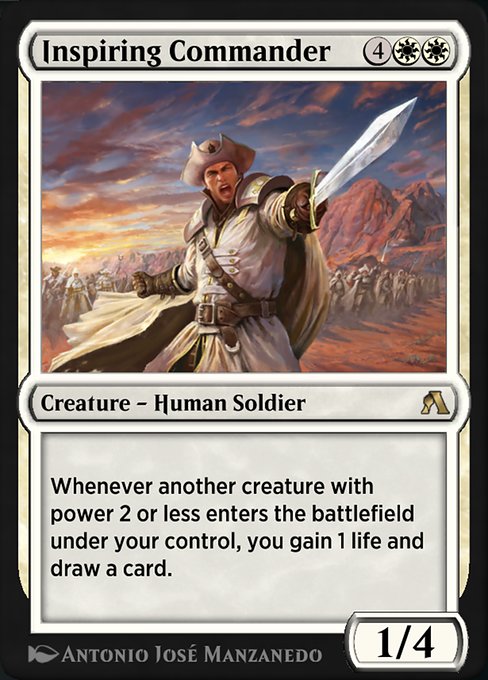 Inspiring Commander 4
Creature – Human Soldier
Whenever another creature with
power 2 or less enters the battlefield
under your control, you gain 1 life and
draw a card.
1/4
Antonio José Manzanedo